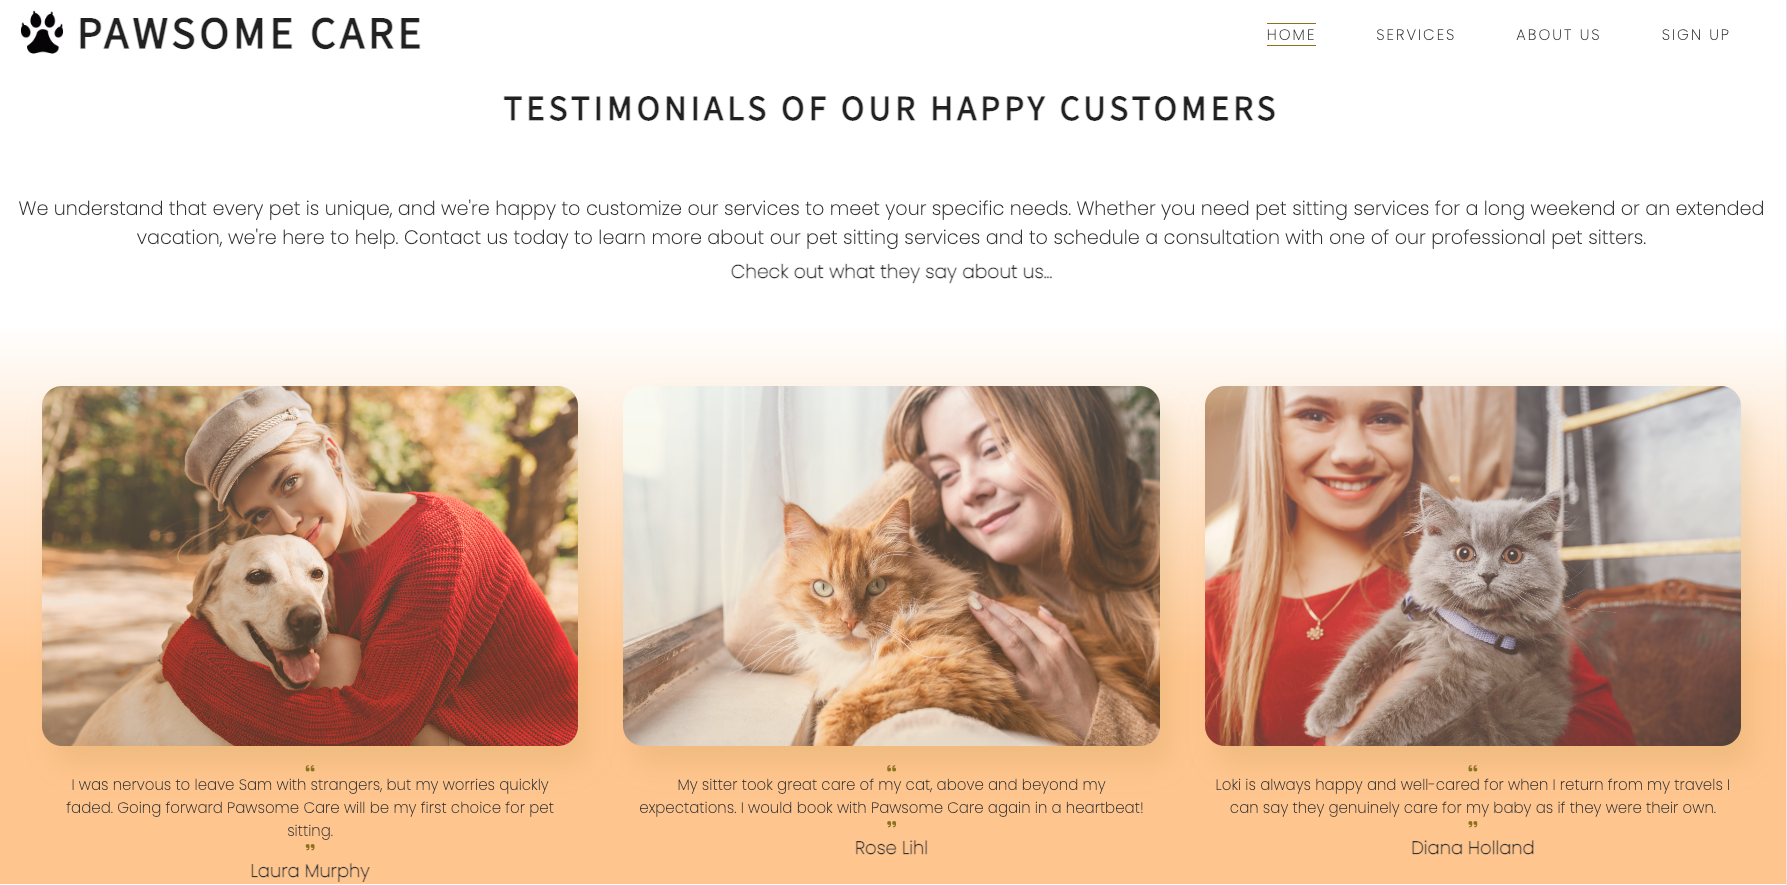 PAWSOME CARE
HOME
SERVICES
ABOUT US
SIGN UP
TESTIMONIALS OF OUR HAPPY CUSTOMERS
We understand that every pet is unique, and we're happy to customize our services to meet your specific needs. Whether you need pet sitting services for a long weekend or an extended
vacation, we're here to help. Contact us today to learn more about our pet sitting services and to schedule a consultation with one of our professional pet sitters.
Check out what they say about us...
“
I was nervous to leave Sam with strangers, but my worries quickly
faded. Going forward Pawsome Care will be my first choice for pet
sitting.
”
Laura Murphy
“
My sitter took great care of my cat, above and beyond my
expectations. I would book with Pawsome Care again in a heartbeat!
”
Rose Lihl
“
Loki is always happy and well-cared for when I return from my travels I
can say they genuinely care for my baby as if they were their own.
”
Diana Holland